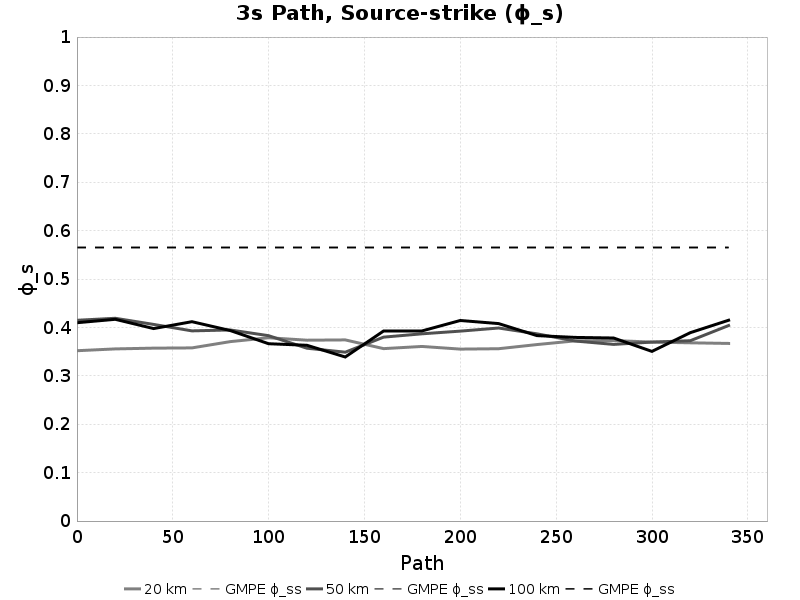 3s Path, Source-strike (ϕ_s)
1
0.9
0.8
0.7
0.6
0.5
0.4
0.3
0.2
0.1
0
ϕ_s
0 50 100 150 200 250 300 350
Path
20 km GMPE ϕ_ss 50 km GMPE ϕ_ss 100 km GMPE ϕ_ss